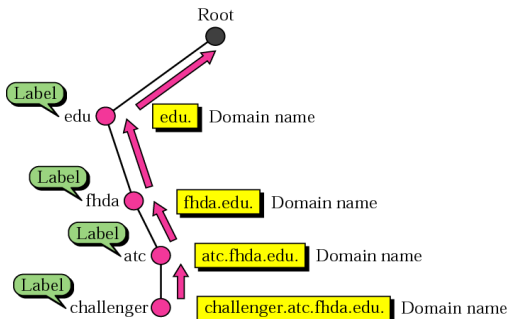 Root
Label
edu
edu.
Domain name
Label
fhda
fhda.edu.
Domain name
Label
atc
atc.fhda.edu.
Domain name
Label
challenger
challenger.atc.fhda.edu.
Domain name